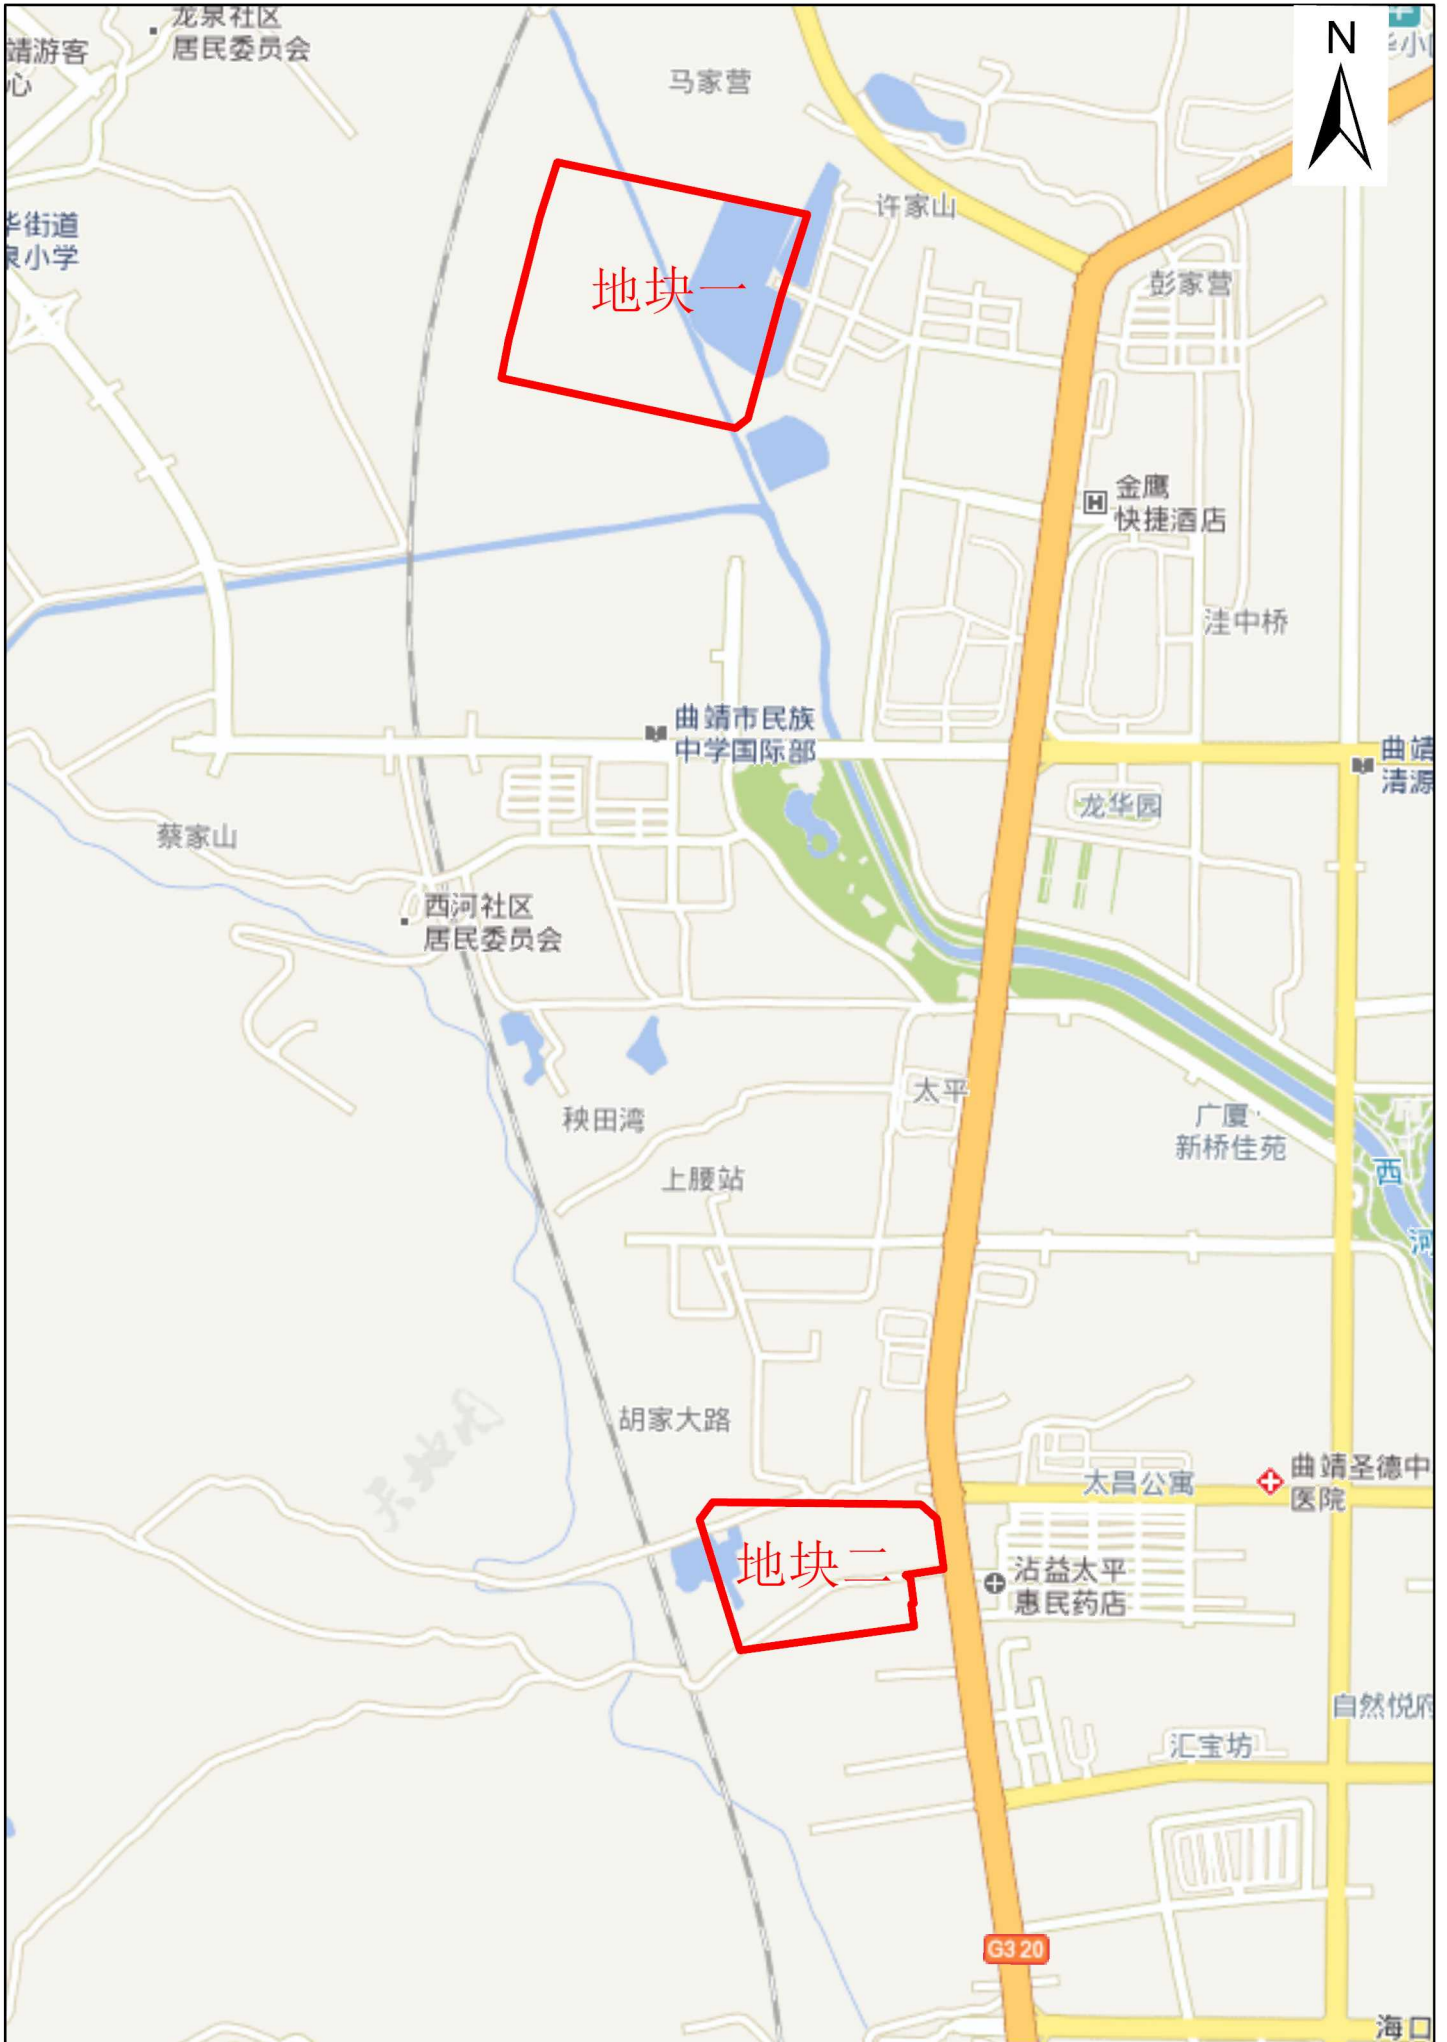 龙泉社区
居民委员会
靖游客
心
马家营
N
华小
华街道
泉小学
许家山
彭家营
地块一
金鹰
快捷酒店
洼中桥
曲靖市民族
中学国际部
曲靖
清源
龙华园
蔡家山
西河社区
居民委员会
秧田湾
太平
广厦·
新桥佳苑
上腰站
西
河
胡家大路
天地图
太昌公寓
曲靖圣德中
医院
地块二
沾益太平
惠民药店
自然悦府
汇宝坊
G320
海口